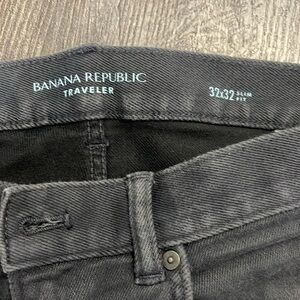 BANANA REPUBLIC
TRAVELER
32x32 SLIM
FIT